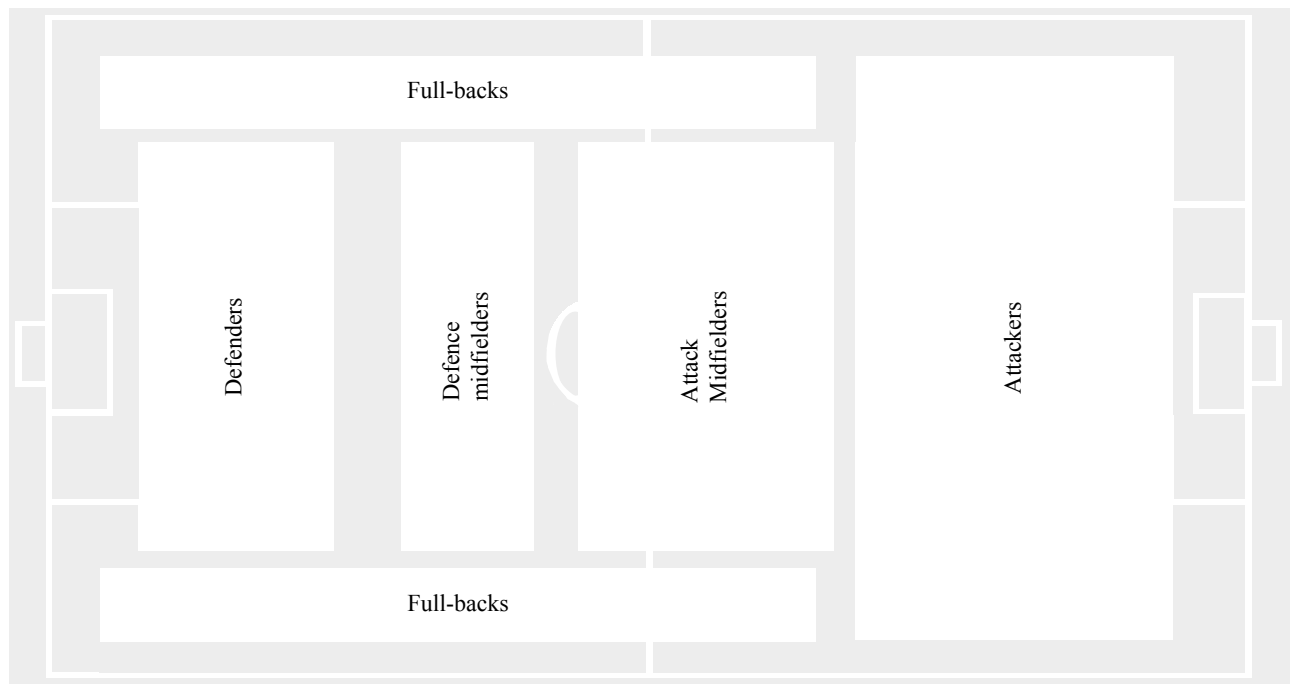 Full-backs
Defenders
Defence
midfielders
Attack
Midfielders
Attackers
Full-backs